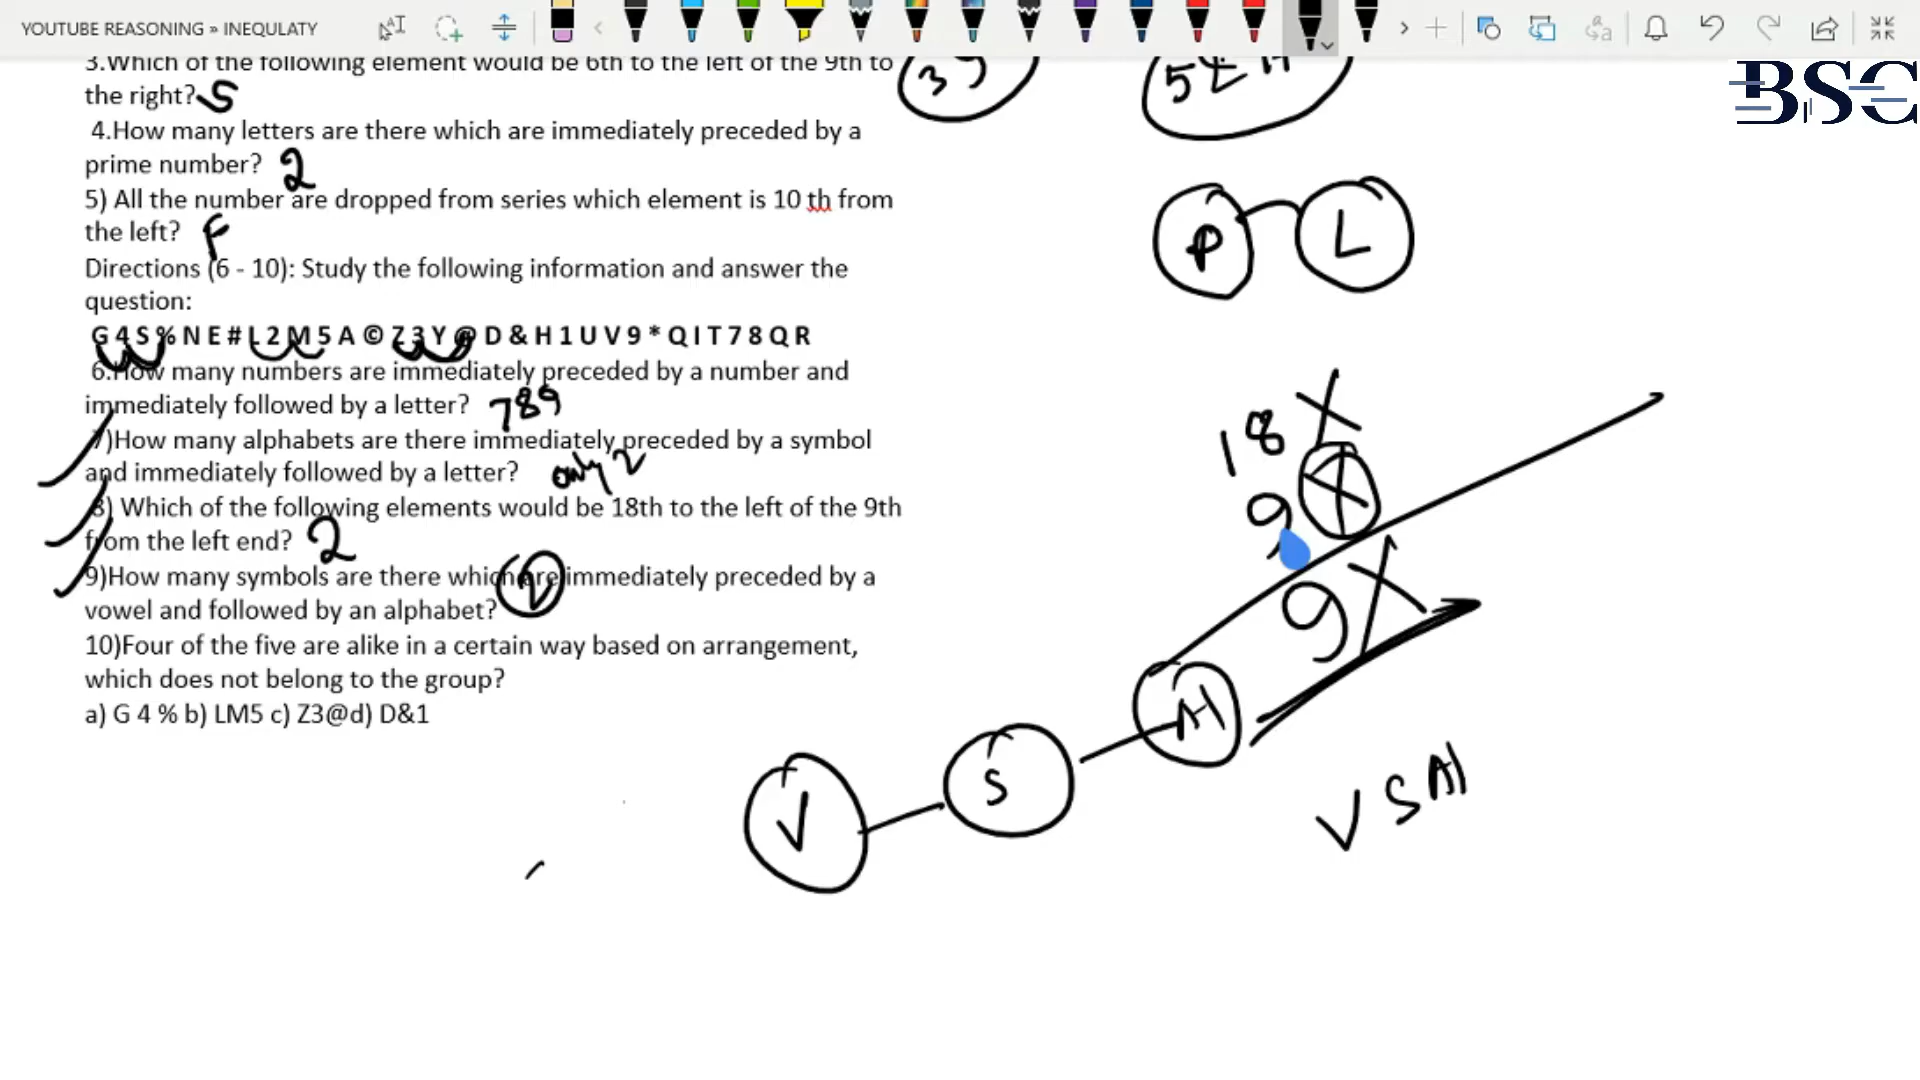 YOUTUBE REASONING » INEQULATY
BSC
3.Which of the following element would be 6th to the left of the 9th to
the right? S
4.How many letters are there which are immediately preceded by a
prime number? 2
5) All the number are dropped from series which element is 10 th from
the left? F
Directions (6 - 10): Study the following information and answer the
question:
G 4 S % N E # L 2 M 5 A © Z 3 Y @ D & H 1 U V 9 * Q I T 7 8 Q R
6.How many numbers are immediately preceded by a number and
immediately followed by a letter? 789
7)How many alphabets are there immediately preceded by a symbol
and immediately followed by a letter? only 2
8) Which of the following elements would be 18th to the left of the 9th
from the left end? 2
9)How many symbols are there which are immediately preceded by a
vowel and followed by an alphabet? 2
10)Four of the five are alike in a certain way based on arrangement,
which does not belong to the group?
a) G 4 % b) LM5 c) Z3@d) D&1
P L
18
9
9
V S
V S